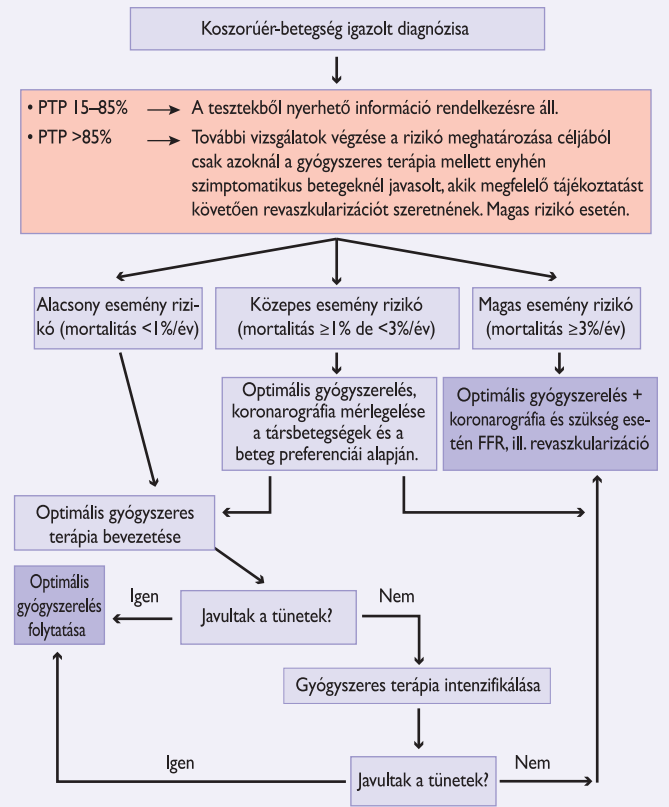 Koszorúér-betegség igazolt diagnózisa
• PTP 15–85% → A tesztekből nyerhető információ rendelkezésre áll.
• PTP >85% → További vizsgálatok végzése a rizikó meghatározása céljából
csak azoknál a gyógyszeres terápia mellett enyhén
szimptomatikus betegeknél javasolt, akik megfelelő tájékoztatást
követően revaszkularizációt szeretnének. Magas rizikó esetén.
Alacsony esemény rizi-
kó (mortalitás <1%/év)
Közepes esemény rizikó
(mortalitás ≥1% de <3%/év)
Magas esemény rizikó
(mortalitás ≥3%/év)
Optimális gyógyszerelés,
koronarográfia mérlegelése
a társbetegségek és a
beteg preferenciái alapján.
Optimális gyógyszerelés +
koronarográfia és szükség ese-
tén FFR, ill. revaszkularizáció
Optimális gyógyszeres
terápia bevezetése
Optimális
gyógyszerelés
folytatása
Igen
Javultak a tünetek?
Nem
Gyógyszeres terápia intenzifikálása
Igen
Javultak a tünetek?
Nem